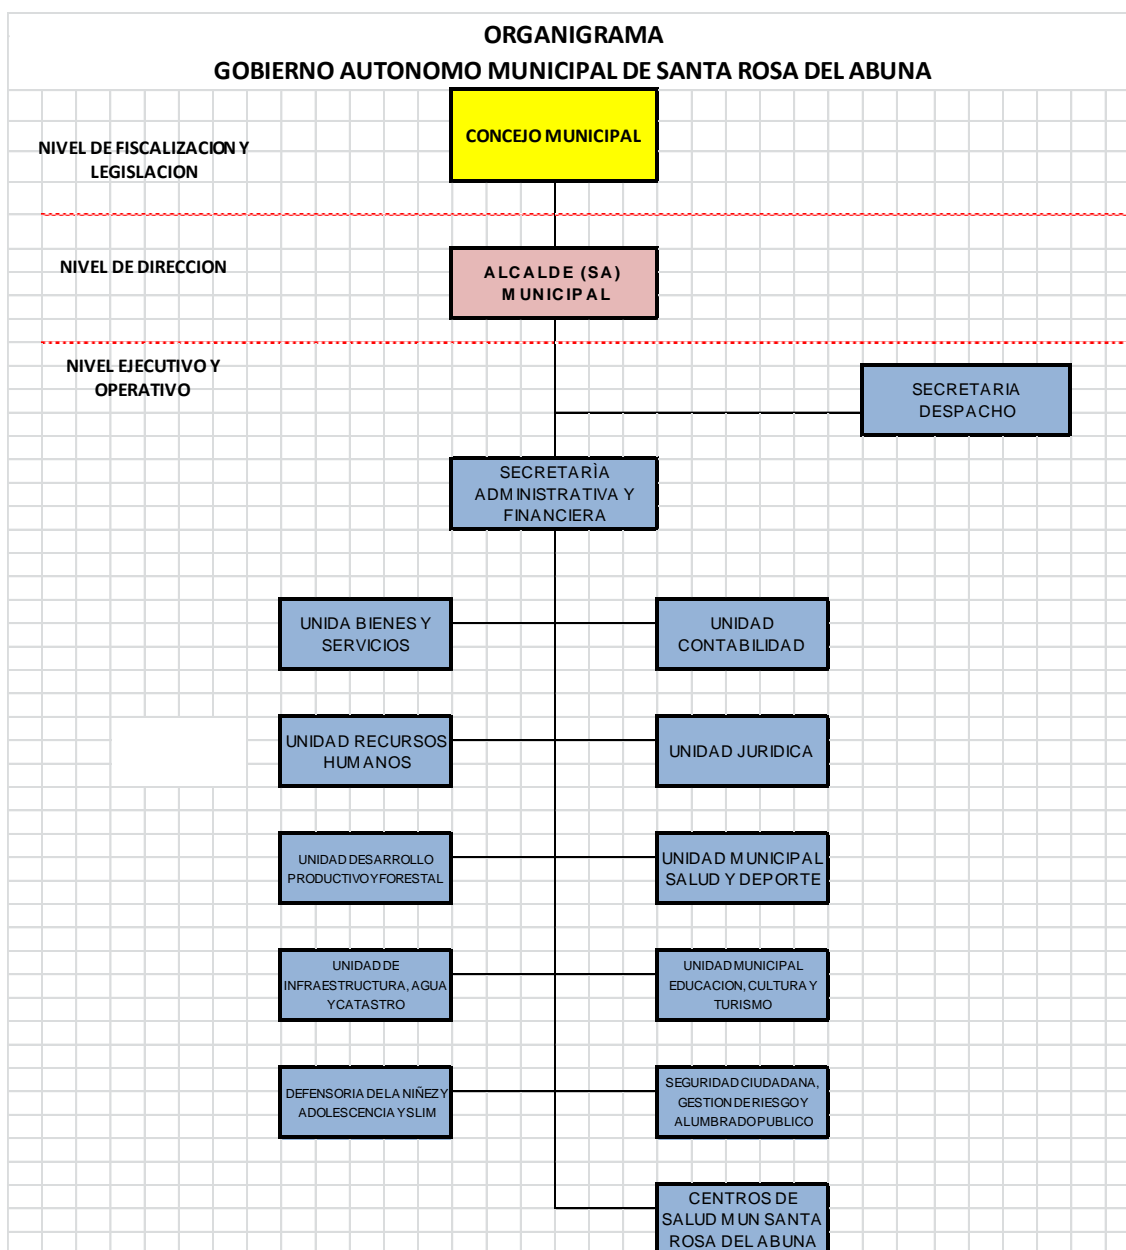 ORGANIGRAMA
GOBIERNO AUTONOMO MUNICIPAL DE SANTA ROSA DEL ABUNA
CONCEJO MUNICIPAL
NIVEL DE FISCALIZACION Y
LEGISLACION
NIVEL DE DIRECCION
ALCALDE (SA)
MUNICIPAL
NIVEL EJECUTIVO Y
OPERATIVO
SECRETARIA
DESPACHO
SECRETARÌA
ADMINISTRATIVA Y
FINANCIERA
UNIDA BIENES Y
SERVICIOS
UNIDAD
CONTABILIDAD
UNIDAD RECURSOS
HUMANOS
UNIDAD JURIDICA
UNIDAD DESARROLLO
PRODUCTIVO Y FORESTAL
UNIDAD MUNICIPAL
SALUD Y DEPORTE
UNIDAD DE
INFRAESTRUCTURA, AGUA
Y CATASTRO
UNIDAD MUNICIPAL
EDUCACION, CULTURA Y
TURISMO
DEFENSORIA DE LA NIÑEZ Y
ADOLESCENCIA Y SLIM
SEGURIDAD CIUDADANA,
GESTION DE RIESGO Y
ALUMBRADO PUBLICO
CENTROS DE
SALUD MUN SANTA
ROSA DEL ABUNA